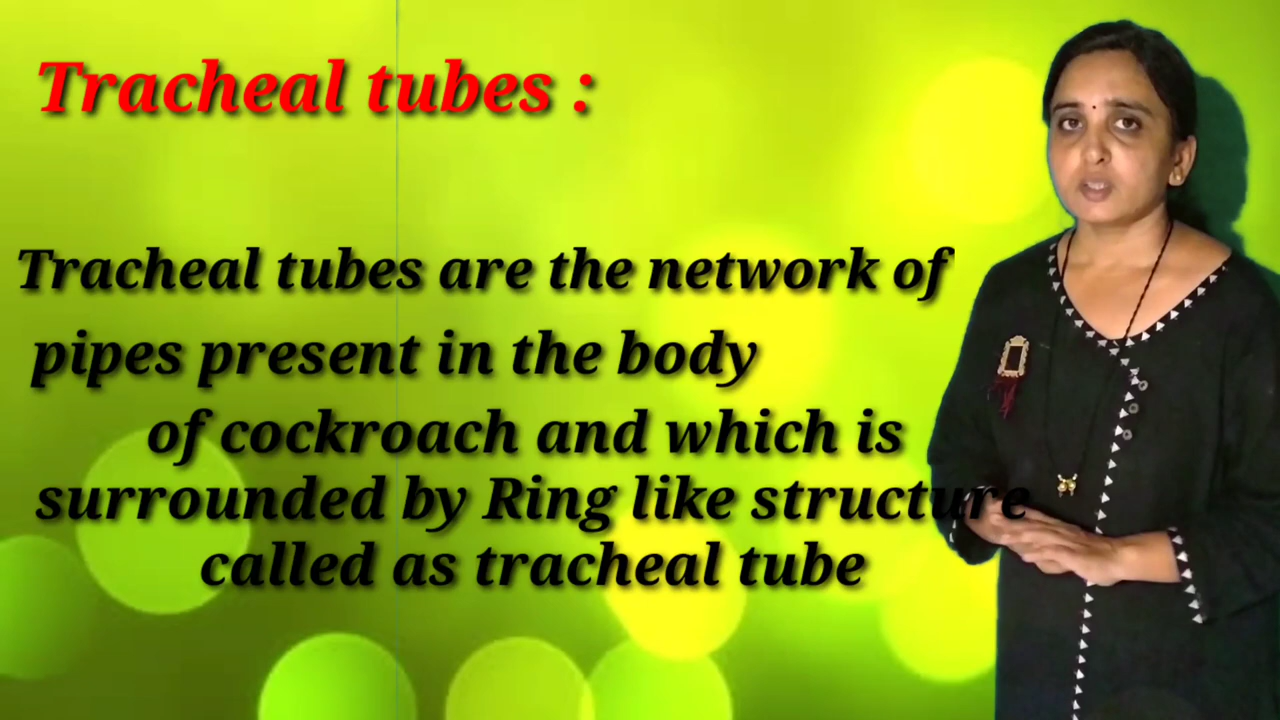 Tracheal tubes :
Tracheal tubes are the network of
pipes present in the body
of cockroach and which is
surrounded by Ring like structure
called as tracheal tube